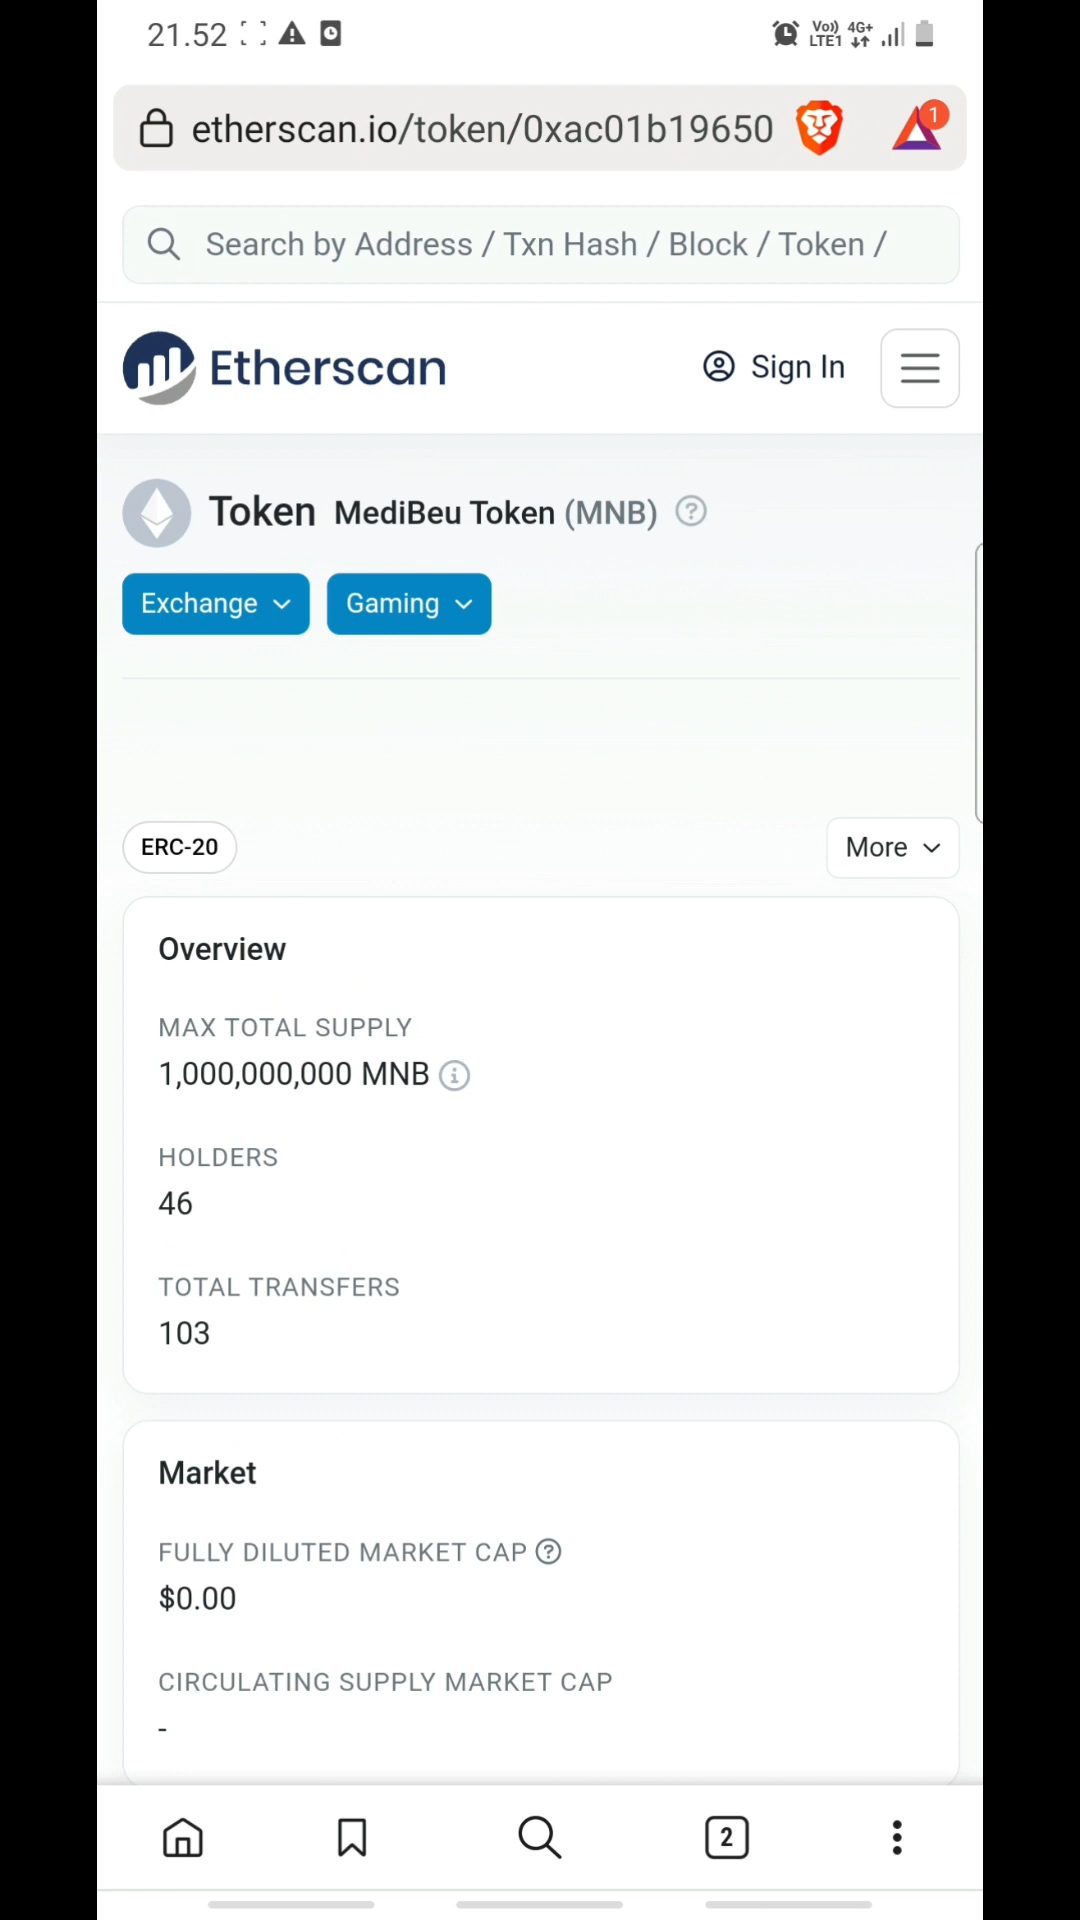 21.52
Vo)) 4G+
LTE1
etherscan.io/token/0xac01b19650
1
Search by Address / Txn Hash / Block / Token /
Etherscan
Sign In
Token MediBeu Token (MNB) ?
Exchange
Gaming
ERC-20
More
Overview
MAX TOTAL SUPPLY
1,000,000,000 MNB i
HOLDERS
46
TOTAL TRANSFERS
103
Market
FULLY DILUTED MARKET CAP ?
$0.00
CIRCULATING SUPPLY MARKET CAP
-
2